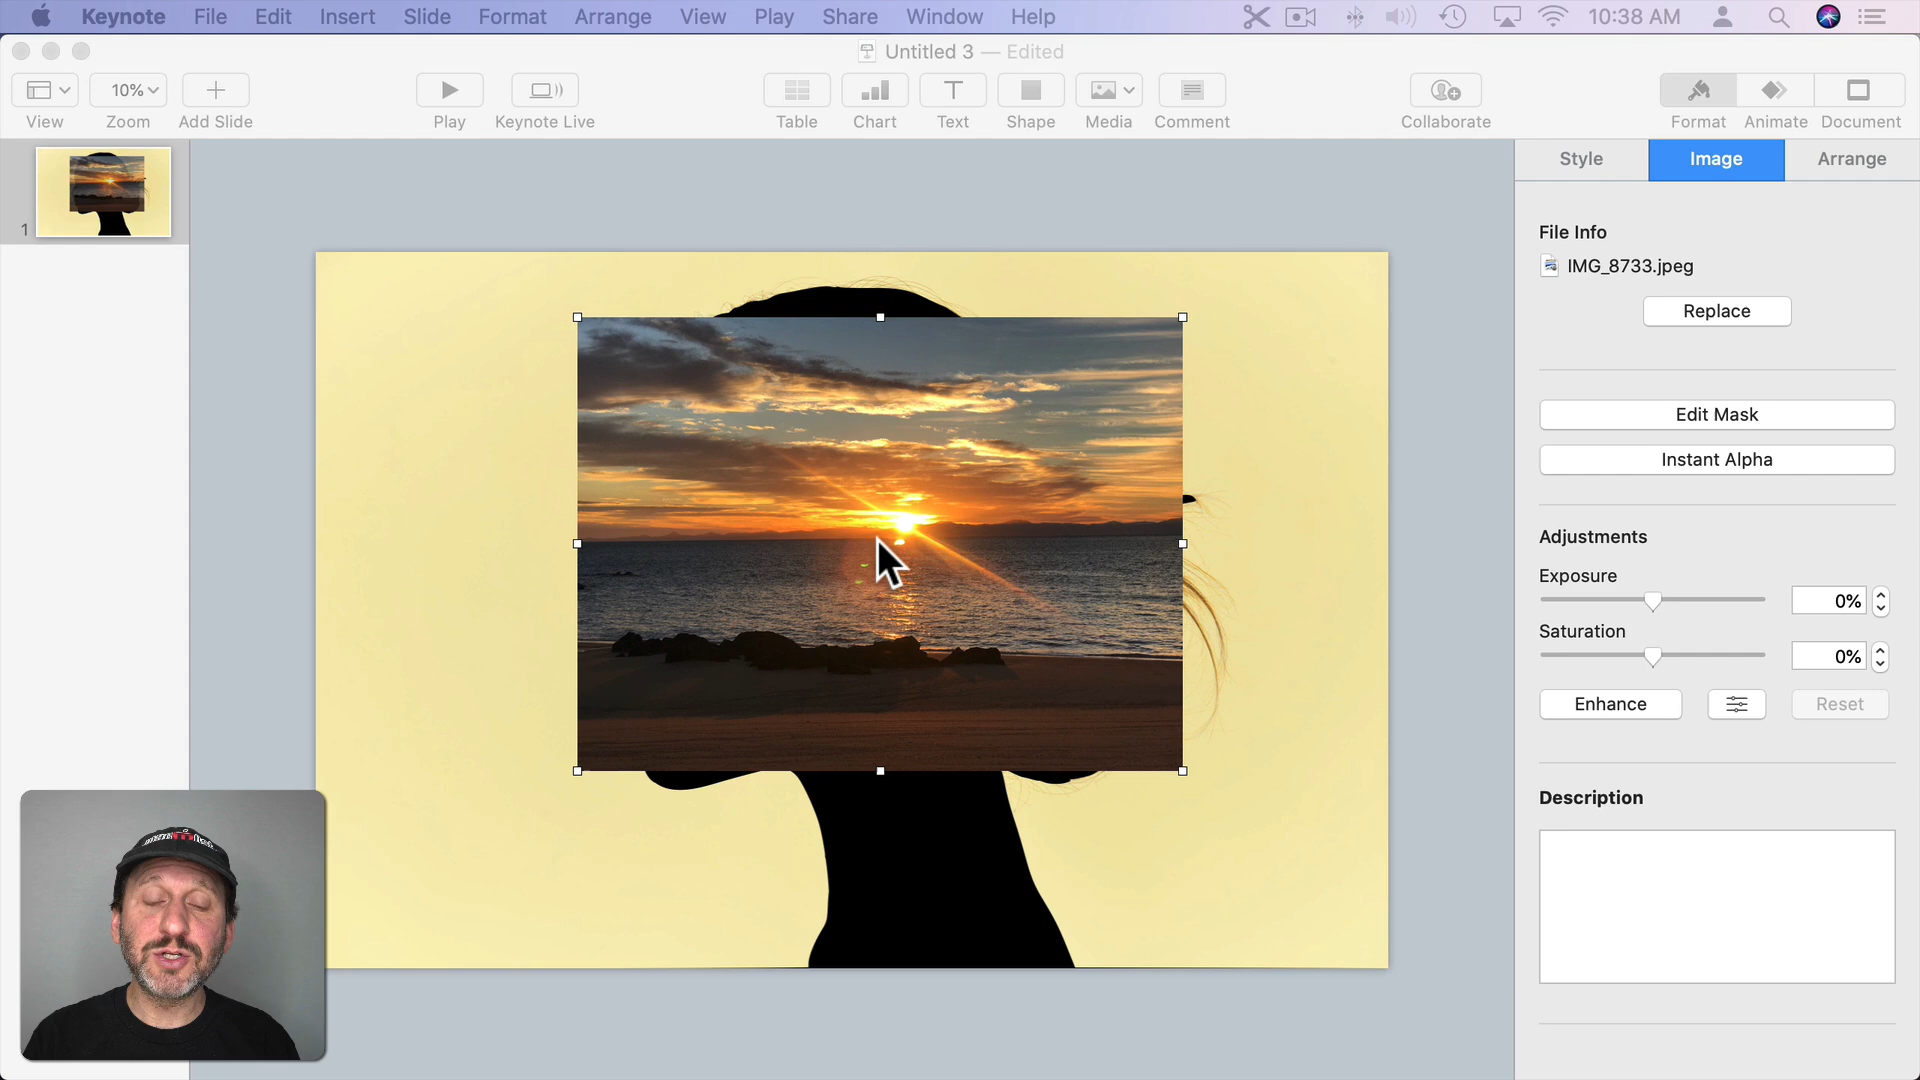 Keynote File Edit Insert Slide Format Arrange View Play Share Window Help 10:38 AM
Untitled 3 — Edited
10%
View Zoom Add Slide Play Keynote Live Table Chart Text Shape Media Comment Collaborate Format Animate Document
Style Image Arrange
1
File Info
IMG_8733.jpeg
Replace
Edit Mask
Instant Alpha
Adjustments
Exposure
0%
Saturation
0%
Enhance Reset
Description